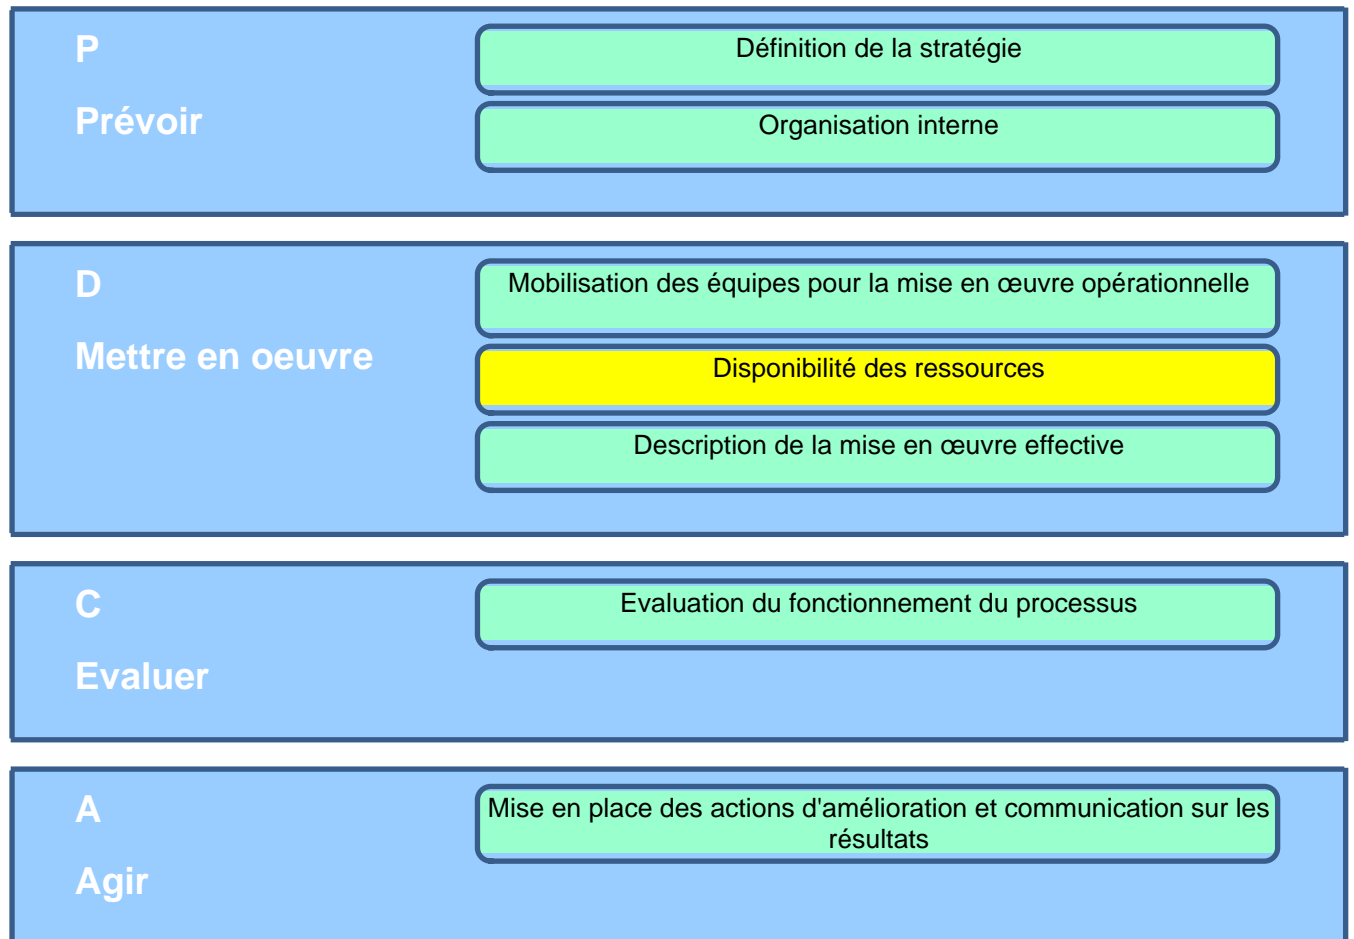 P
Prévoir
Définition de la stratégie
Organisation interne
D
Mettre en oeuvre
Mobilisation des équipes pour la mise en œuvre opérationnelle
Disponibilité des ressources
Description de la mise en œuvre effective
C
Evaluer
Evaluation du fonctionnement du processus
A
Agir
Mise en place des actions d'amélioration et communication sur les
résultats